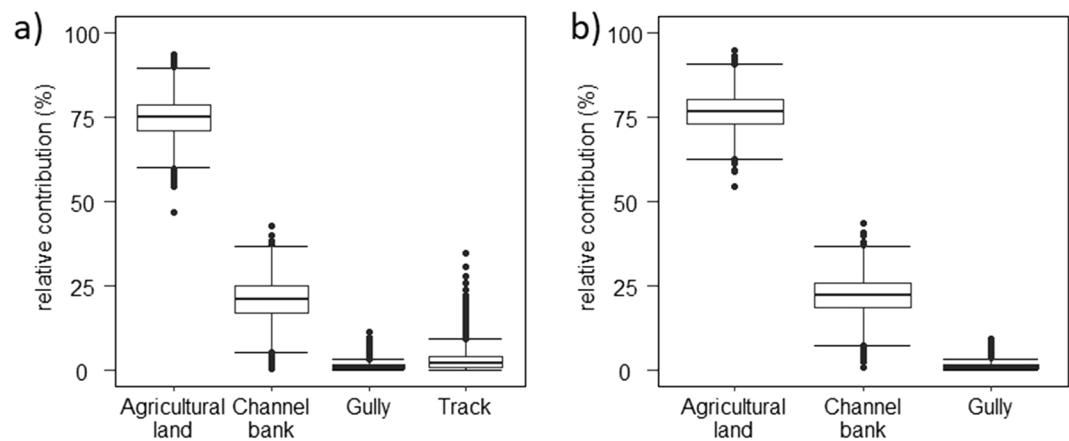 a)
relative contribution (%)
100
75
50
25
0
Agricultural land
Channel bank
Gully
Track
b)
relative contribution (%)
100
75
50
25
0
Agricultural land
Channel bank
Gully